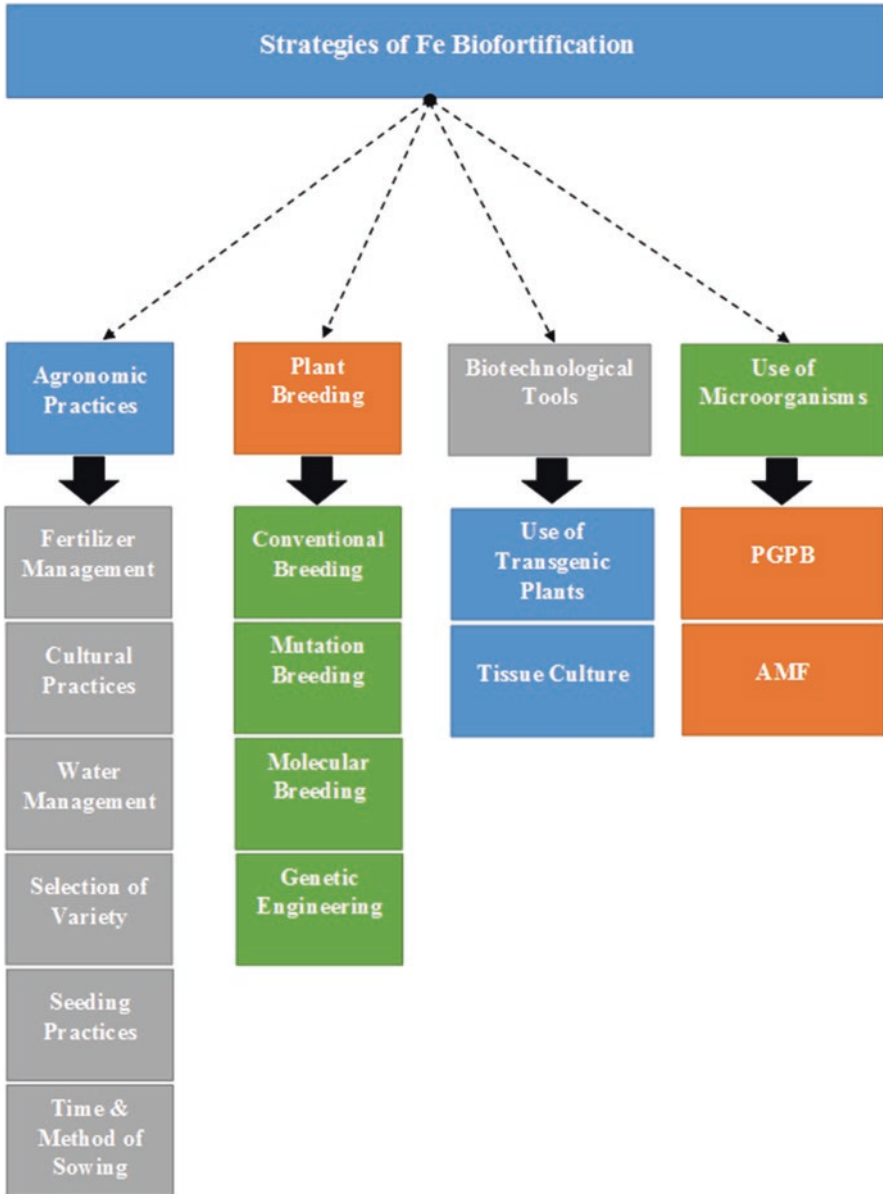 Strategies of Fe Biofortification
Agronomic
Practices
Plant
Breeding
Biotechnological
Tools
Use of
Microorganisms
Fertilizer
Management
Cultural
Practices
Water
Management
Selection of
Variety
Seeding
Practices
Time &
Method of
Sowing
Conventional
Breeding
Mutation
Breeding
Molecular
Breeding
Genetic
Engineering
Use of
Transgenic
Plants
Tissue Culture
PGPB
AMF